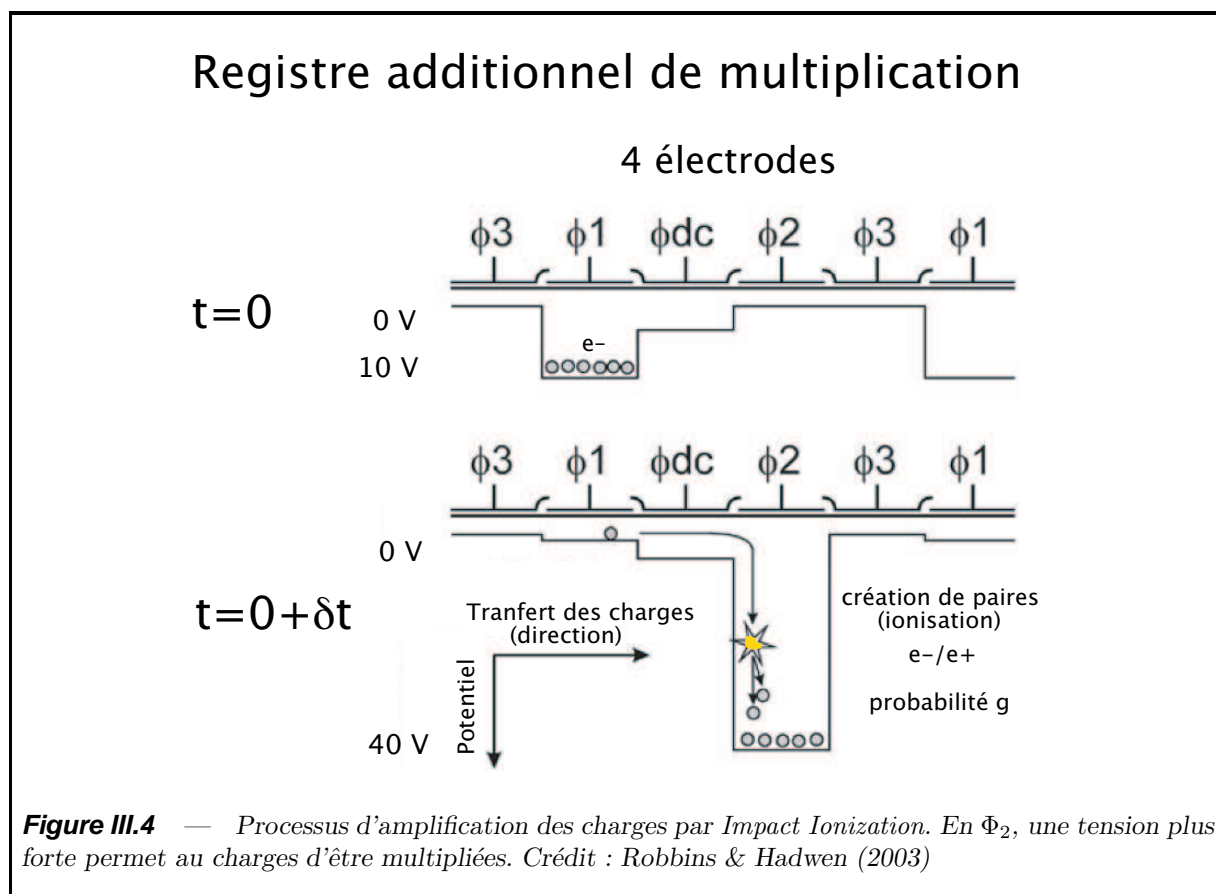 Registre additionnel de multiplication
4 électrodes
ϕ3 ϕ1 ϕdc ϕ2 ϕ3 ϕ1
t=0
0 V
e-
10 V
ϕ3 ϕ1 ϕdc ϕ2 ϕ3 ϕ1
0 V
t=0+δt
Tranfert des charges
(direction)
création de paires
(ionisation)
e-/e+
probabilité g
Potentiel
40 V
Figure III.4 — Processus d'amplification des charges par Impact Ionization. En Φ₂, une tension plus
forte permet au charges d'être multipliées. Crédit : Robbins & Hadwen (2003)